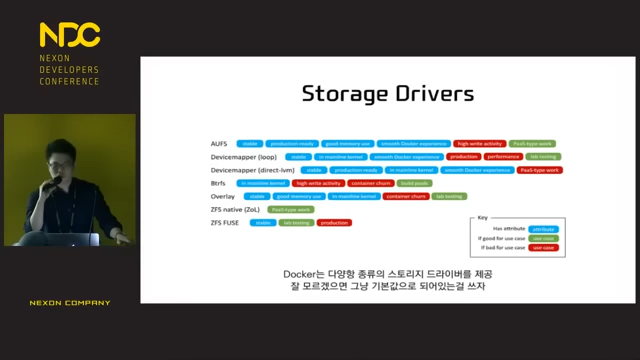 NDC
NEXON
DEVELOPERS
CONFERENCE
Storage Drivers
AUFS stable production-ready good memory use smooth Docker experience high write activity PaaS-type work
Devicemapper (loop) stable in mainline kernel smooth Docker experience production performance lab testing
Devicemapper (direct-lvm) stable production-ready in mainline kernel smooth Docker experience PaaS-type work
Btrfs in mainline kernel high write activity container churn build pools
Overlay stable good memory use in mainline kernel container churn lab testing
ZFS native (ZoL) PaaS-type work
ZFS FUSE stable lab testing production
Key
Has attribute attribute
If good for use case use case
If bad for use case use case
Docker는 다양항 종류의 스토리지 드라이버를 제공
잘 모르겠으면 그냥 기본값으로 되어있는걸 쓰자
NEXON COMPANY